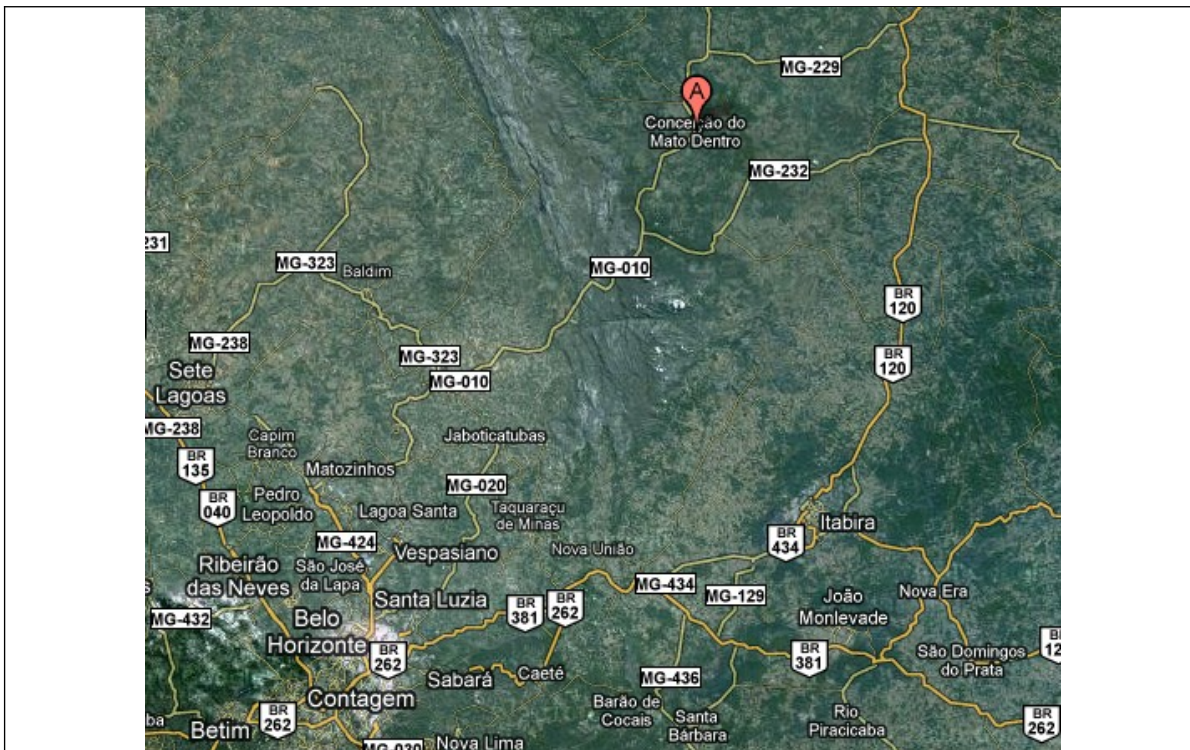 MG-229
A
Conceição do
Mato Dentro
MG-232
231
MG-323
Baldim
MG-010
BR
120
MG-238
MG-323
BR
120
Sete
Lagoas
MG-010
MG-238
Capim
Branco
Jaboticatubas
BR
135
Matozinhos
MG-020
BR
040
Pedro
Leopoldo
Lagoa Santa
Taquaraçu
de Minas
Itabira
MG-424
Vespasiano
Nova União
BR
434
Ribeirão
das Neves
São José
da Lapa
MG-434
MG-129
João
Monlevade
Nova Era
s
MG-432
Santa Luzia
BR
381
BR
262
Belo
Horizonte
BR
262
BR
381
São Domingos
do Prata
BR
12
Sabará
Caeté
MG-436
Contagem
Barão de
Cocais
Santa
Bárbara
Rio
Piracicaba
BR
262
ba
Betim
BR
262
MG-030
Nova Lima